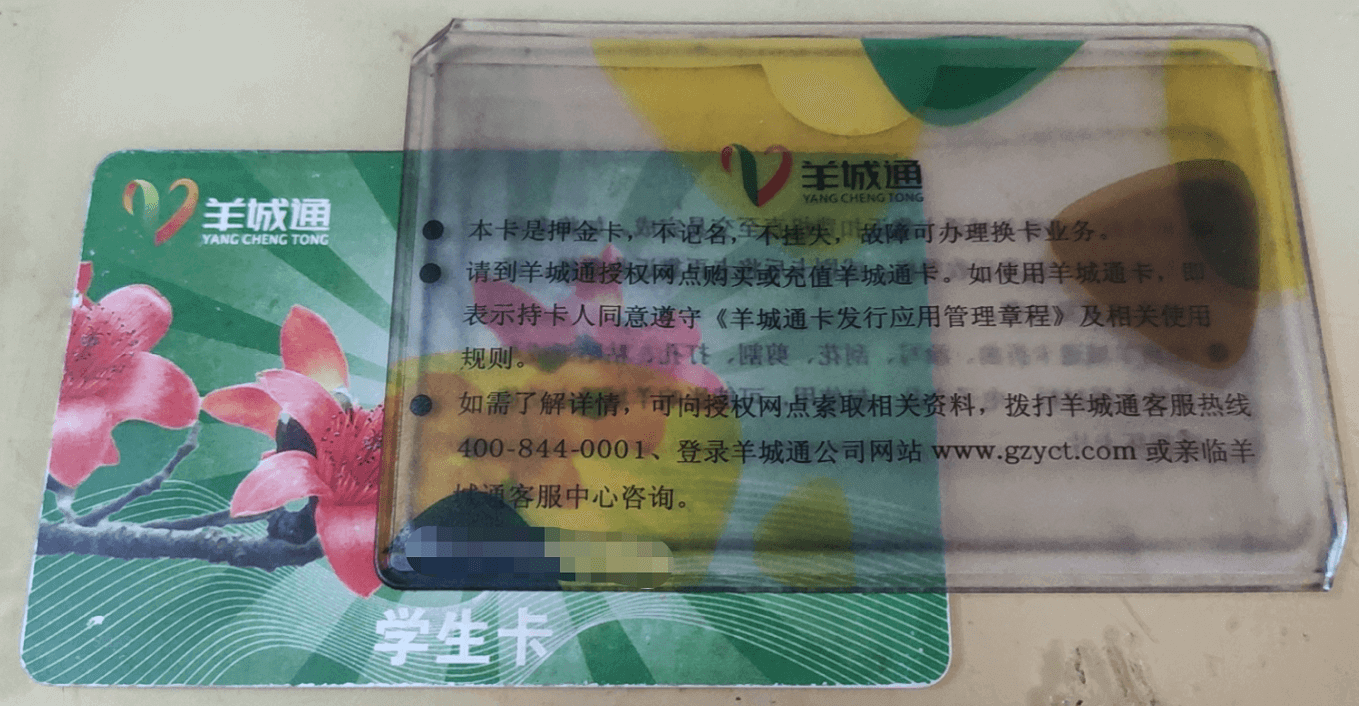 羊城通
YANG CHENG TONG
羊城通
YANG CHENG TONG
● 本卡是押金卡，不记名，不挂失，故障可办理换卡业务。
● 请到羊城通授权网点购买或充值羊城通卡。如使用羊城通卡，即
表示持卡人同意遵守《羊城通卡发行应用管理章程》及相关使用
规则。
● 如需了解详情，可向授权网点索取相关资料，拨打羊城通客服热线
400-844-0001、登录羊城通公司网站 www.gzyct.com 或亲临羊
城通客服中心咨询。
学生卡